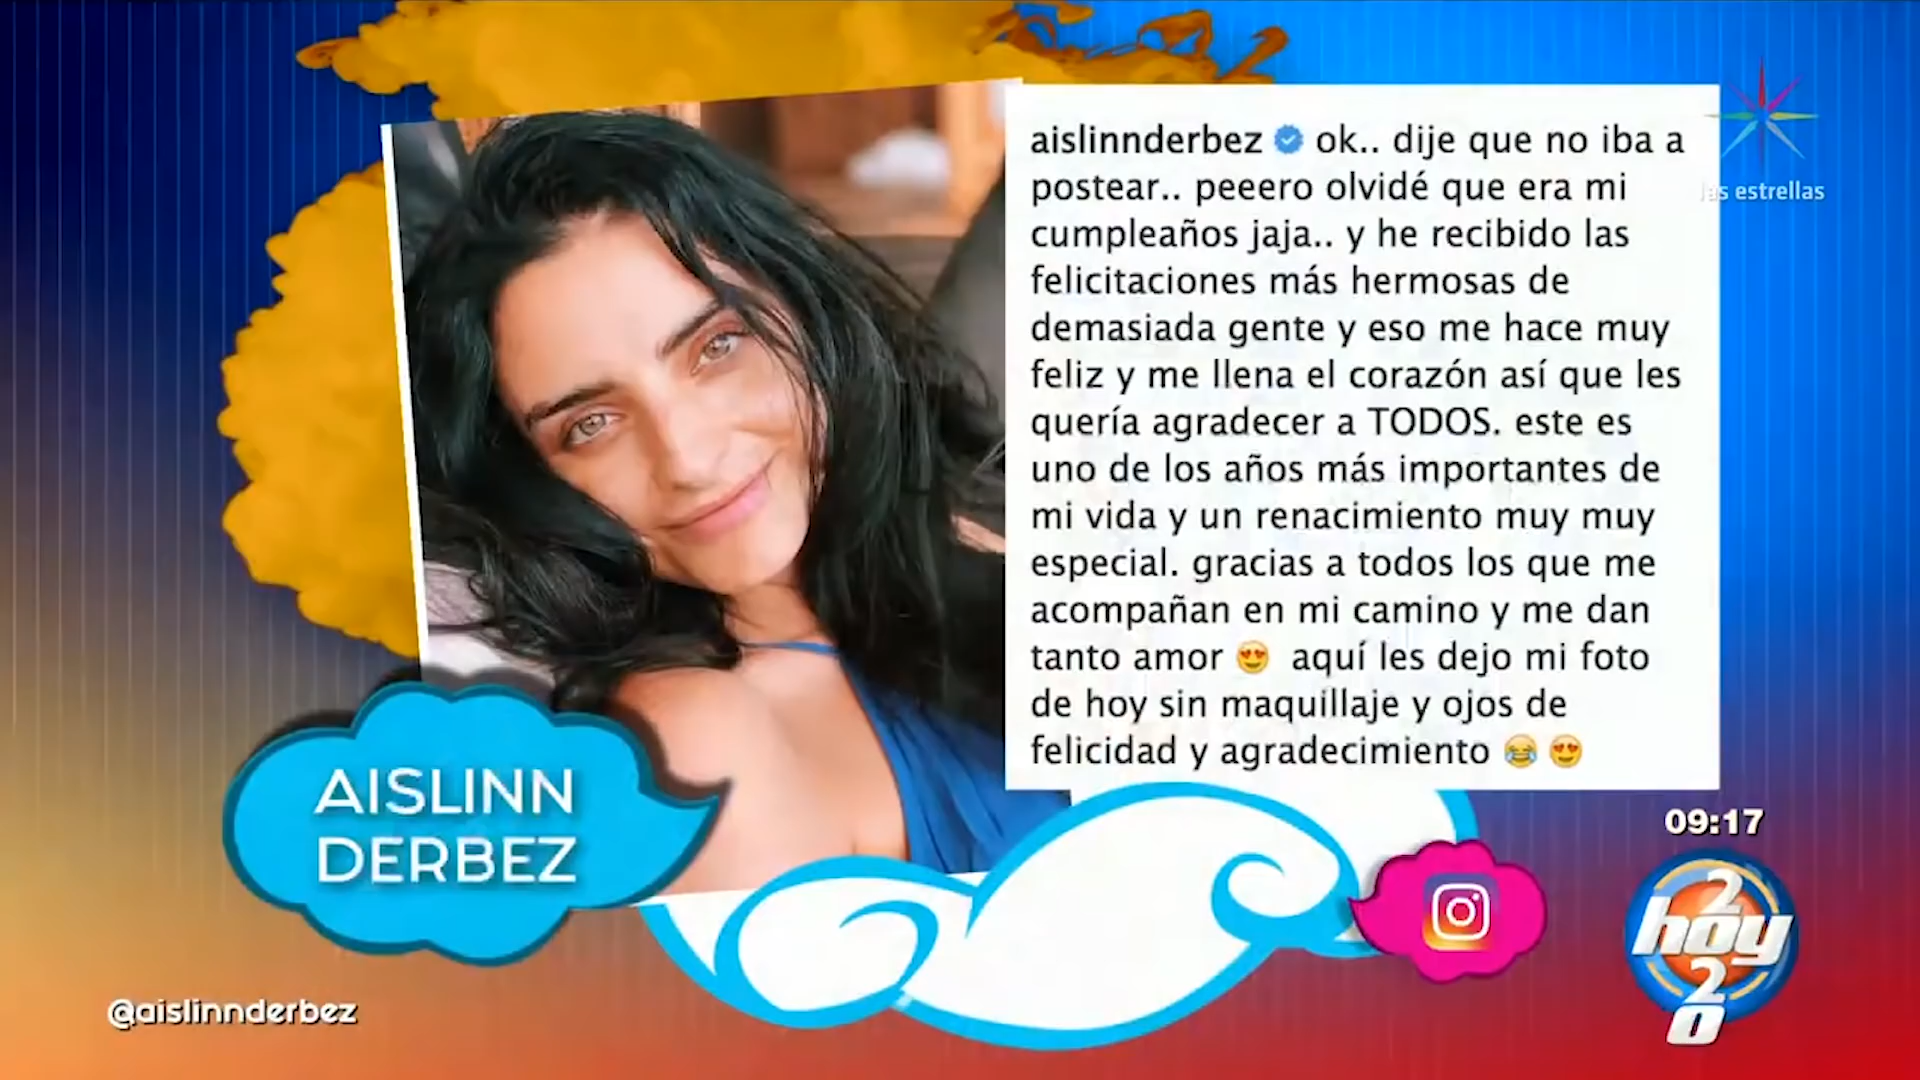 aislinnderbez ok.. dije que no iba a
postear.. peeero olvidé que era mi
cumpleaños jaja.. y he recibido las
felicitaciones más hermosas de
demasiada gente y eso me hace muy
feliz y me llena el corazón así que les
quería agradecer a TODOS. este es
uno de los años más importantes de
mi vida y un renacimiento muy muy
especial. gracias a todos los que me
acompañan en mi camino y me dan
tanto amor 😍 aquí les dejo mi foto
de hoy sin maquillaje y ojos de
felicidad y agradecimiento 😂 😍
las estrellas
AISLINN
DERBEZ
09:17
2
hoy
2
0
@aislinnderbez